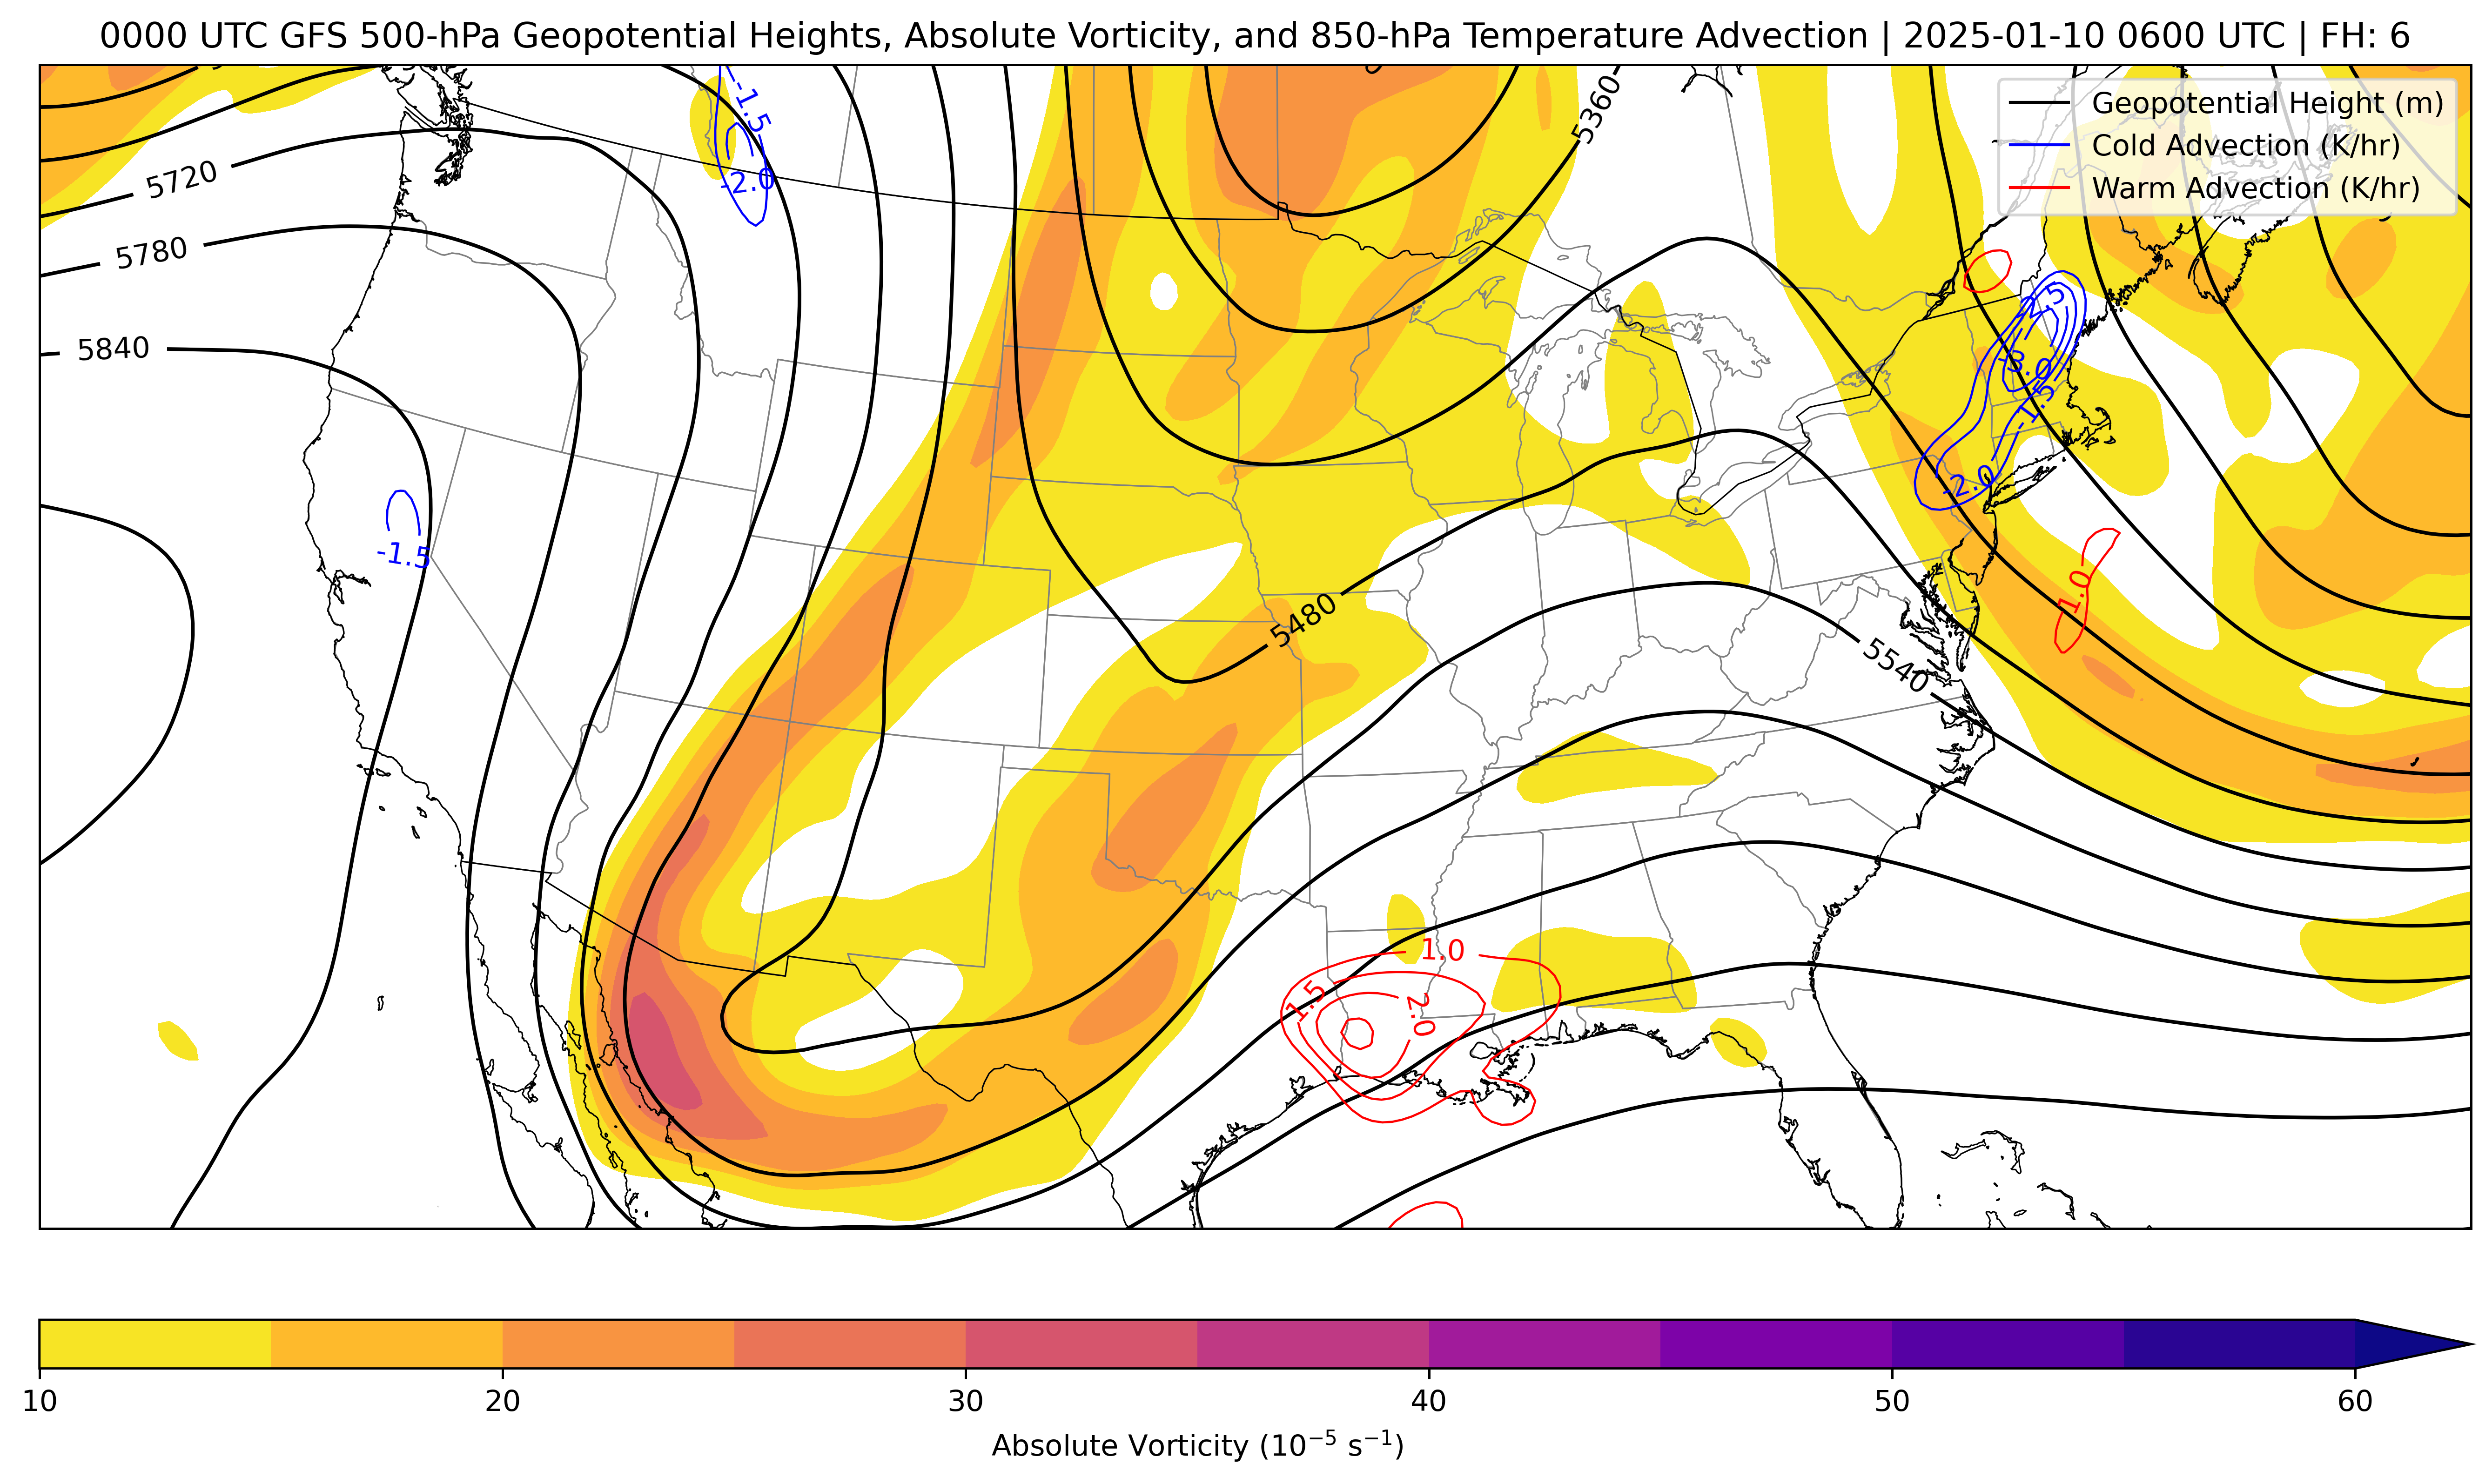 0000 UTC GFS 500-hPa Geopotential Heights, Absolute Vorticity, and 850-hPa Temperature Advection | 2025-01-10 0600 UTC | FH: 6
Geopotential Height (m)
Cold Advection (K/hr)
Warm Advection (K/hr)
-1.5
5360
5720
-2.0
5780
-2.5
5840
-3.0
-1.5
-2.0
-1.5
1.0
5480
5540
1.0
1.5
2.0
10 20 30 40 50 60
Absolute Vorticity (10⁻⁵ s⁻¹)